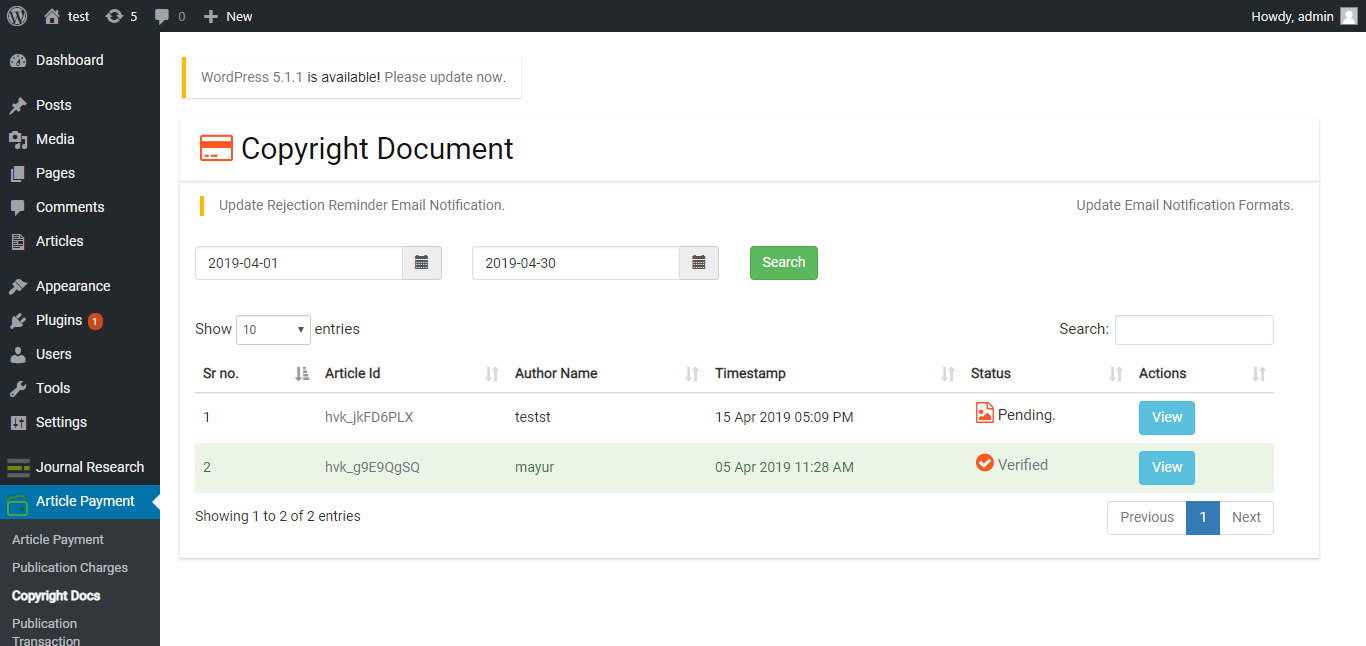 test 5 0 New Howdy, admin
Dashboard
Posts
Media
Pages
Comments
Articles
Appearance
Plugins 1
Users
Tools
Settings
Journal Research
Article Payment
Article Payment
Publication Charges
Copyright Docs
Publication
Transaction
WordPress 5.1.1 is available! Please update now.
Copyright Document
Update Rejection Reminder Email Notification. Update Email Notification Formats.
2019-04-01 2019-04-30 Search
Show 10 entries Search:
Sr no. Article Id Author Name Timestamp Status Actions
1 hvk_jkFD6PLX testst 15 Apr 2019 05:09 PM Pending. View
2 hvk_g9E9QgSQ mayur 05 Apr 2019 11:28 AM Verified View
Showing 1 to 2 of 2 entries Previous 1 Next